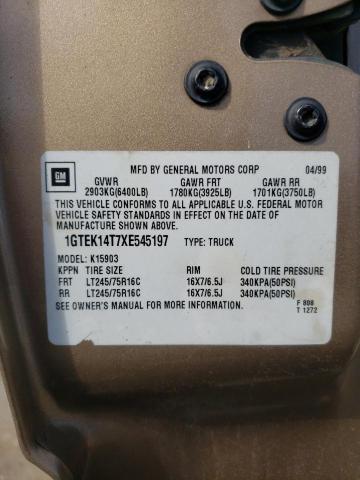 MFD BY GENERAL MOTORS CORP 04/99
GM
GVWR GAWR FRT GAWR RR
2903KG(6400LB) 1780KG(3925LB) 1701KG(3750LB)
THIS VEHICLE CONFORMS TO ALL APPLICABLE U.S. FEDERAL MOTOR
VEHICLE SAFETY STANDARDS IN EFFECT ON THE DATE OF
MANUFACTURE SHOWN ABOVE.
1GTEK14T7XE545197 TYPE: TRUCK
MODEL: K15903
KPPN TIRE SIZE RIM COLD TIRE PRESSURE
FRT LT245/75R16C 16X7/6.5J 340KPA(50PSI)
RR LT245/75R16C 16X7/6.5J 340KPA(50PSI)
SEE OWNER'S MANUAL FOR MORE INFORMATION.
F 808
T 1272